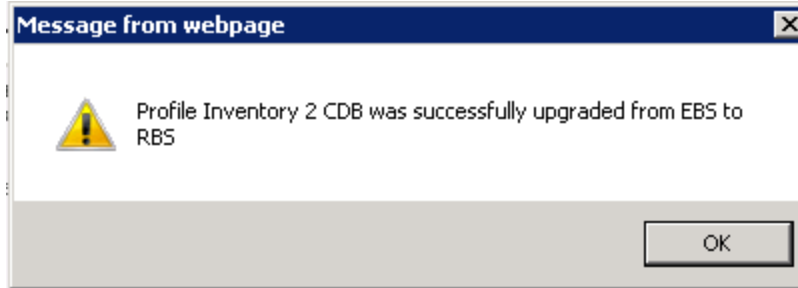 Message from webpage
Profile Inventory 2 CDB was successfully upgraded from EBS to
RBS
OK